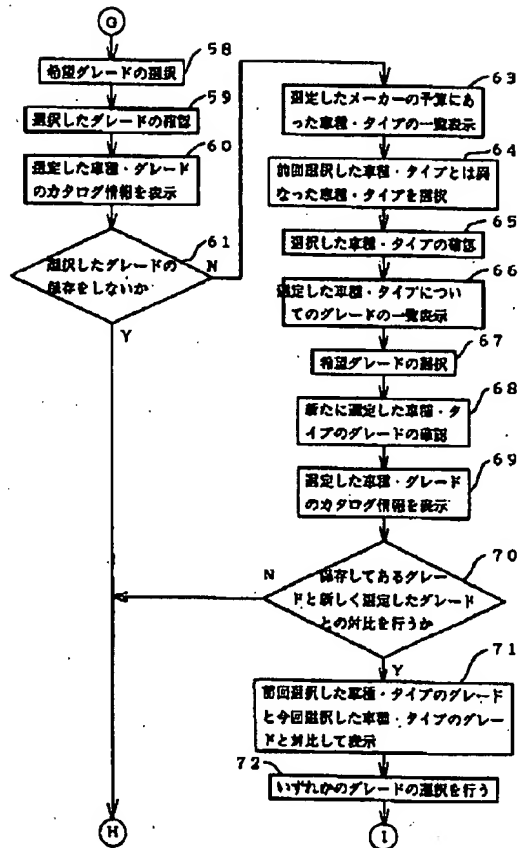 G
58
希望グレードの選択
59
選択したグレードの確認
60
選定した車種・グレード
のカタログ情報を表示
61
選択したグレードの
保存をしないか
N
Y
63
選定したメーカーの予算にあ
った車種・タイプの一覧表示
64
前回選択した車種・タイプとは異
なった車種・タイプを選択
65
選択した車種・タイプの確認
66
選定した車種・タイプについ
てのグレードの一覧表示
67
希望グレードの選択
68
新たに選定した車種・タ
イプのグレードの確認
69
選定した車種・グレード
のカタログ情報を表示
70
保存してあるグレー
ドと新しく選定したグレード
との対比を行うか
N
Y
71
前回選択した車種・タイプのグレード
と今回選択した車種・タイプのグレー
ドと対比して表示
72
いずれかのグレードの選択を行う
H
I